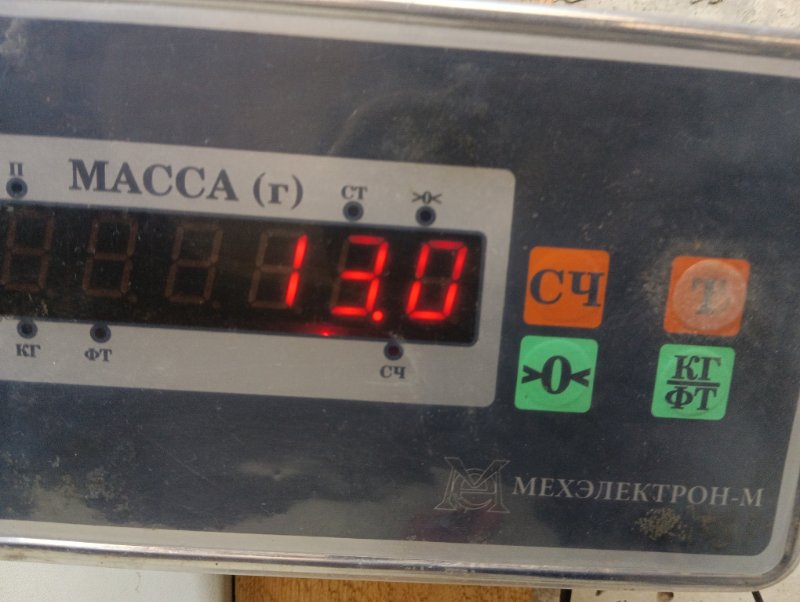 П
МАССА (г)
СТ
>0<
13.0
КГ
ФТ
СЧ
СЧ
Т
>0<
КГ
ФТ
МЕХЭЛЕКТРОН-М